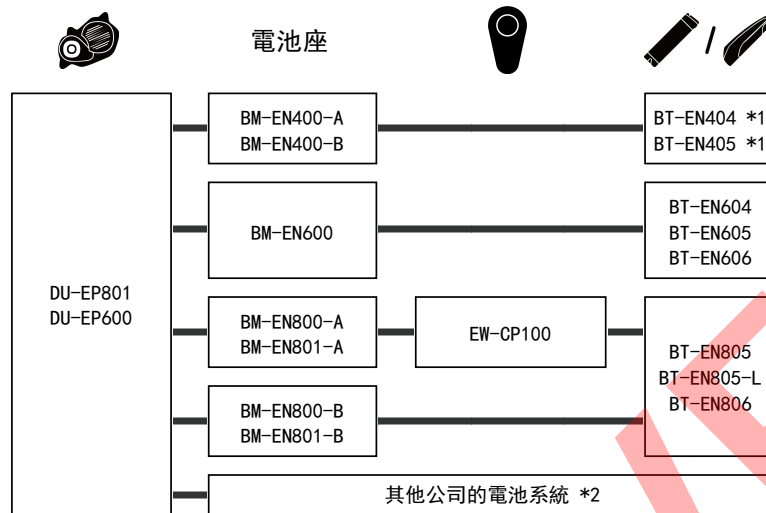 電池座
/
BM-EN400-A
BM-EN400-B
BT-EN404 *1
BT-EN405 *1
BM-EN600
BT-EN604
BT-EN605
BT-EN606
DU-EP801
DU-EP600
BM-EN800-A
BM-EN801-A
EW-CP100
BT-EN805
BT-EN805-L
BT-EN806
BM-EN800-B
BM-EN801-B
其他公司的電池系統 *2